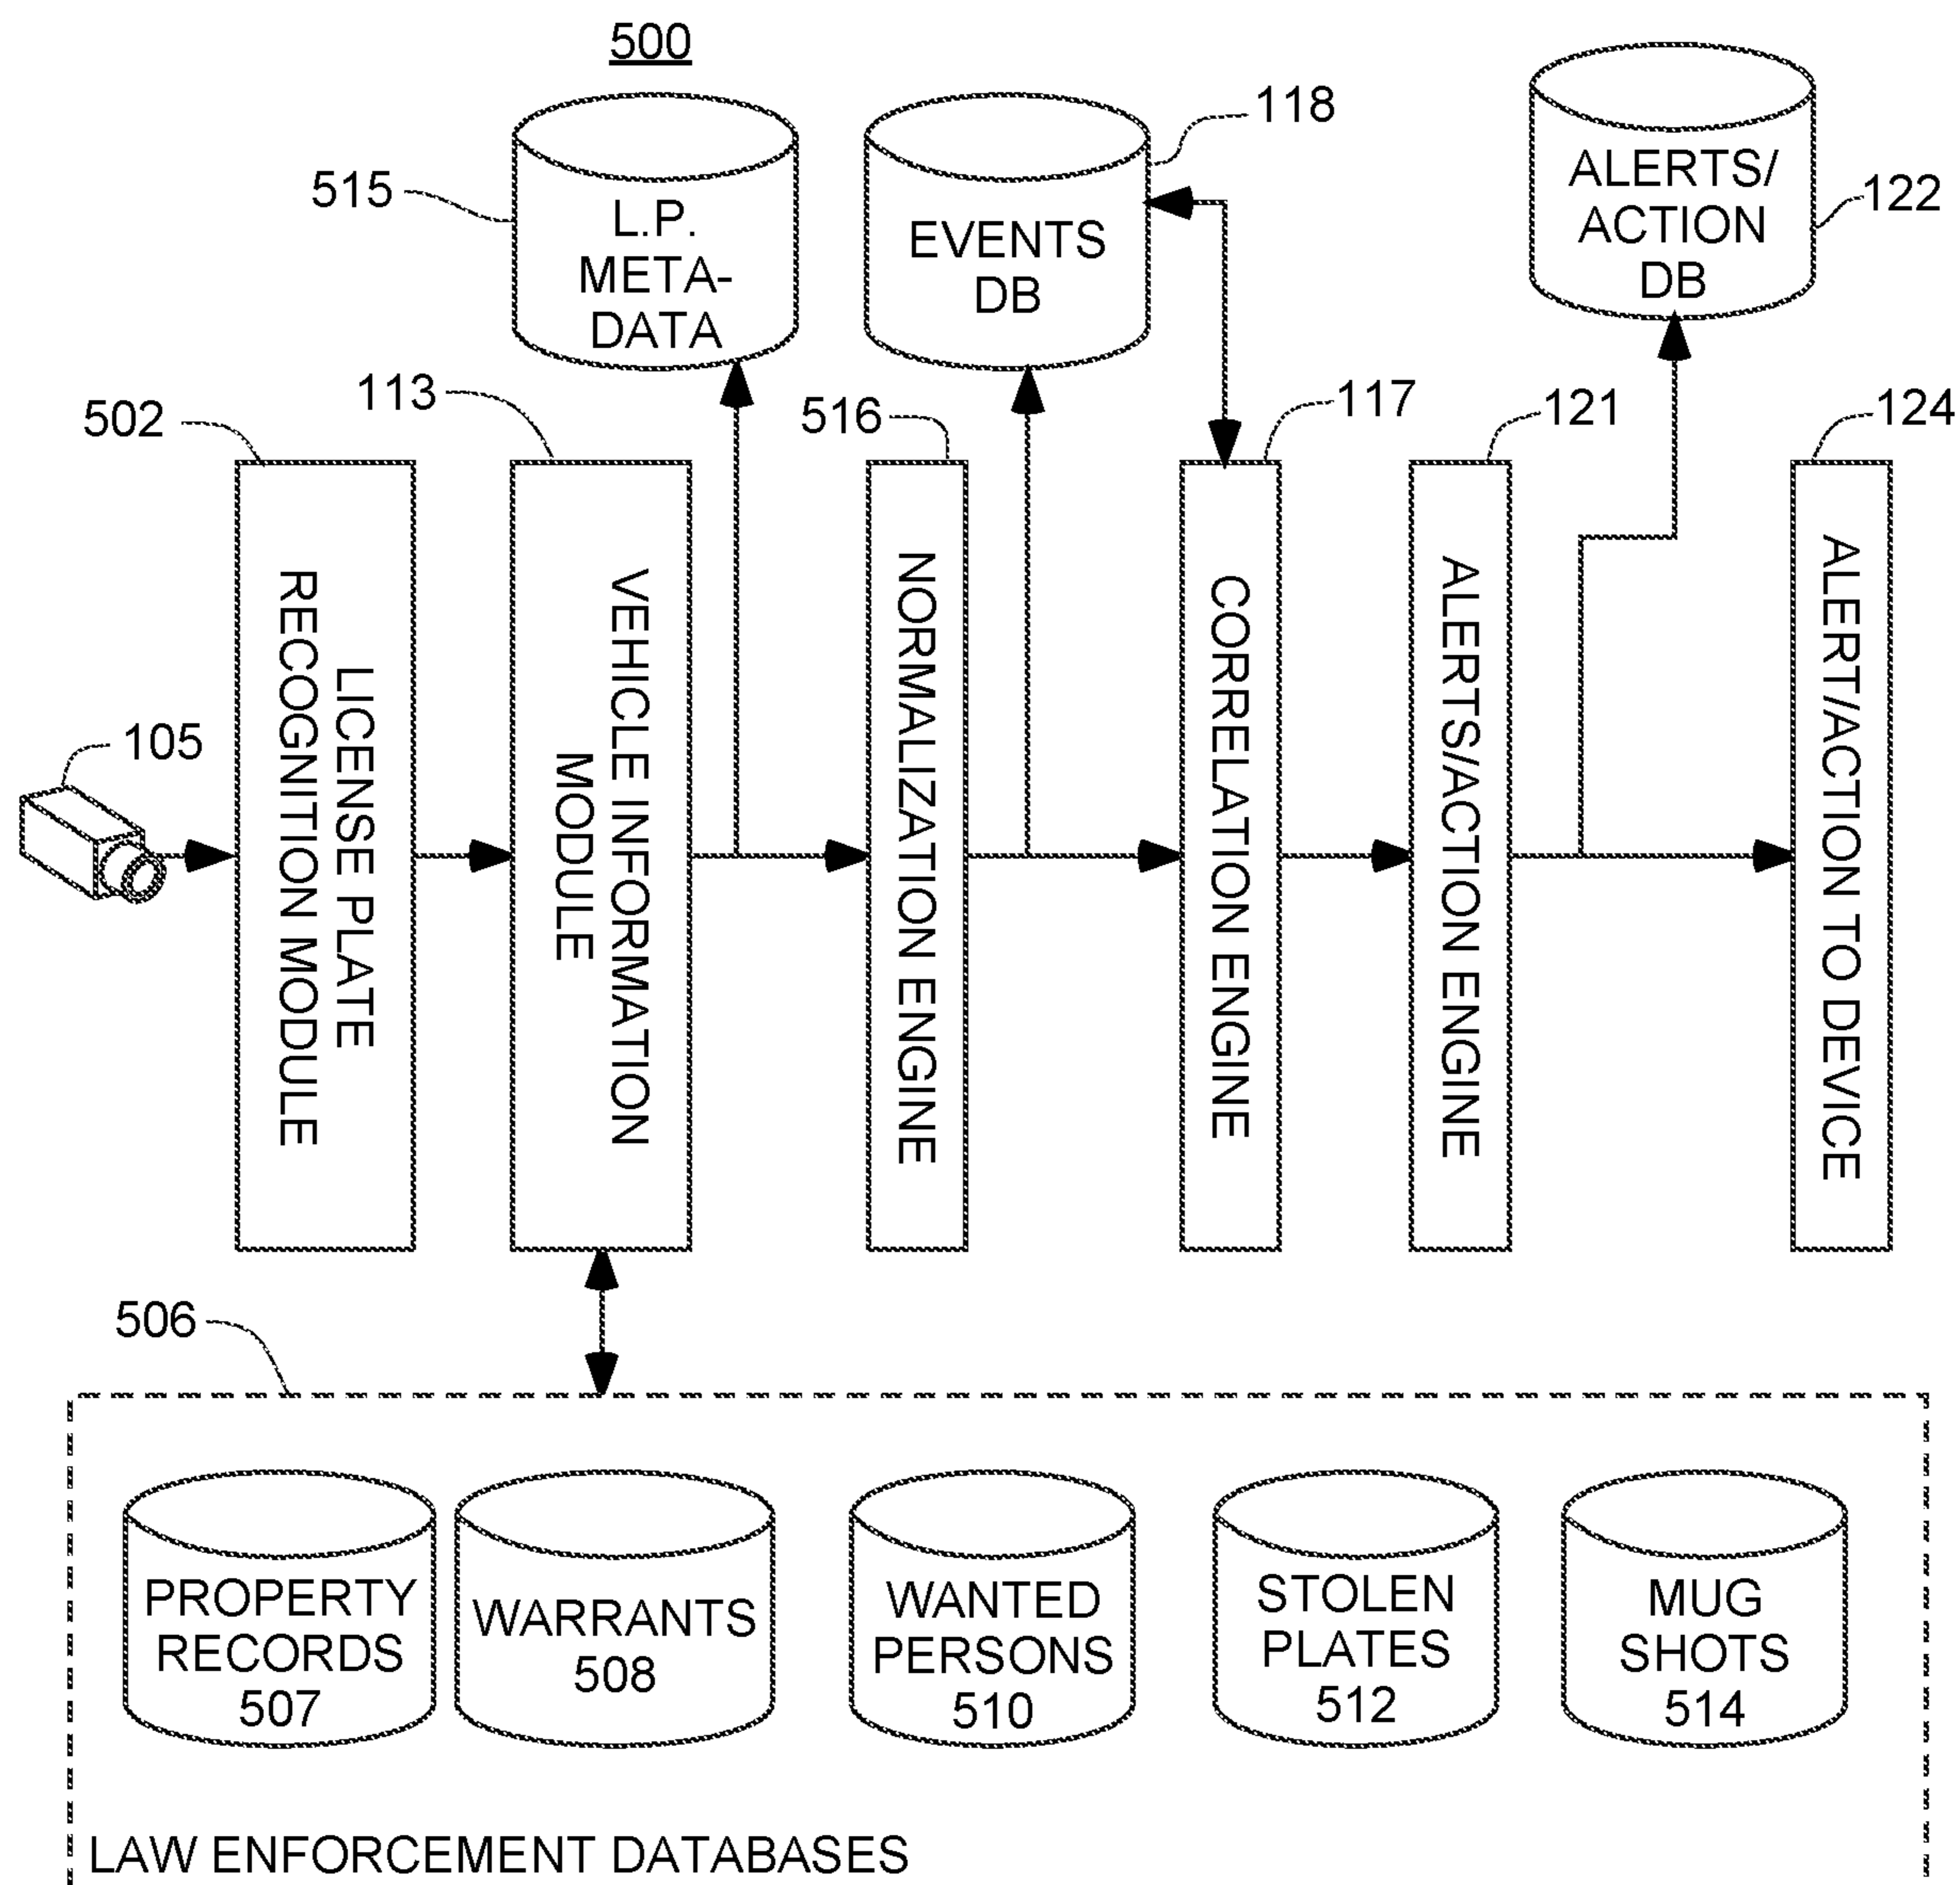 500
118
515
L.P.
META-
DATA
EVENTS
DB
ALERTS/
ACTION
DB
122
502
113
516
117
121
124
105
LICENSE PLATE
RECOGNITION MODULE
VEHICLE INFORMATION
MODULE
NORMALIZATION ENGINE
CORRELATION ENGINE
ALERTS/ACTION ENGINE
ALERT/ACTION TO DEVICE
506
PROPERTY
RECORDS
507
WARRANTS
508
WANTED
PERSONS
510
STOLEN
PLATES
512
MUG
SHOTS
514
LAW ENFORCEMENT DATABASES